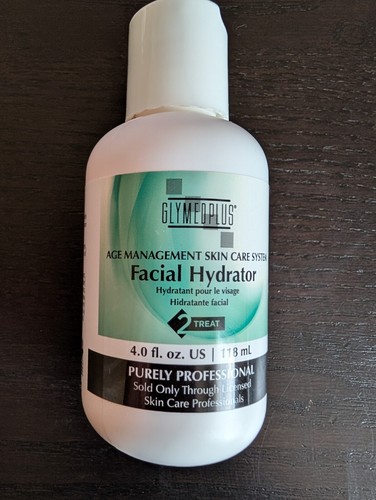 GLYMEDPLUS®
AGE MANAGEMENT SKIN CARE SYSTEM
Facial Hydrator
Hydratant pour le visage
Hidratante facial
2 TREAT
4.0 fl. oz. US | 118 mL
PURELY PROFESSIONAL
Sold Only Through Licensed
Skin Care Professionals